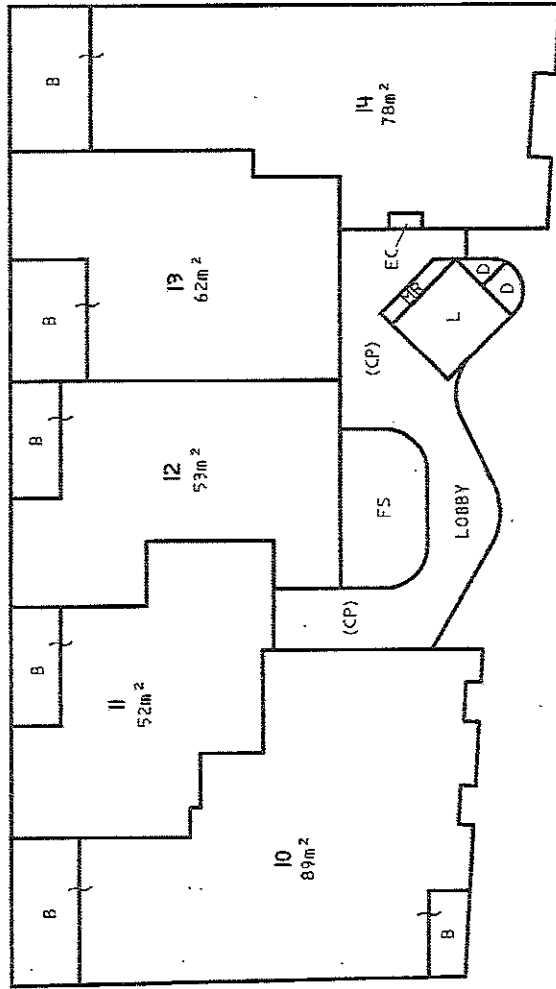 B
B
B
B
B
11
52m²
12
53m²
13
62m²
10
89m²
14
78m²
(CP)
FS
(CP)
EC
MR
L
D
D
LOBBY
B